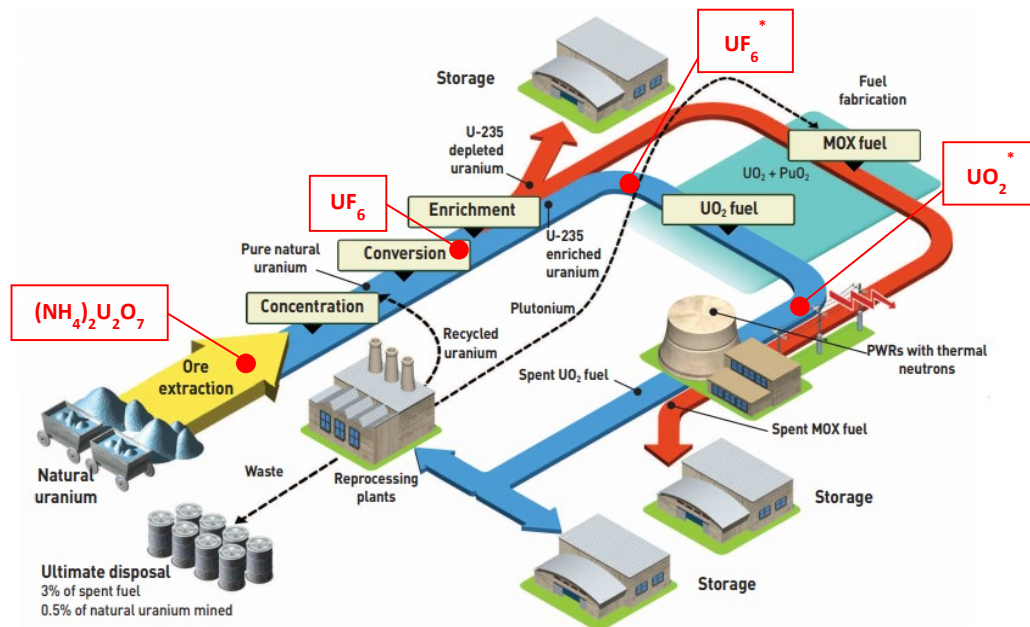 UF6*
Storage
Fuel
fabrication
U-235
depleted
uranium
MOX fuel
UO2*
UO₂ + PuO₂
UF6
Enrichment
UO₂ fuel
Pure natural
uranium
Conversion
U-235
enriched
uranium
Concentration
Plutonium
(NH4)2U2O7
Recycled
uranium
Ore
extraction
PWRs with thermal
neutrons
Spent UO₂ fuel
Spent MOX fuel
Natural
uranium
Waste
Reprocessing
plants
Storage
Ultimate disposal
3% of spent fuel
0.5% of natural uranium mined
Storage